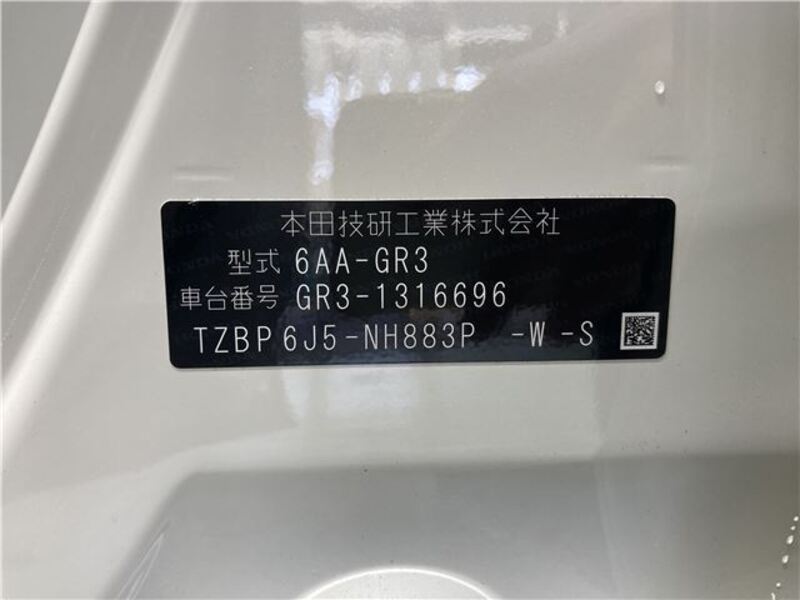 本田技研工業株式会社
型式 6AA-GR3
車台番号 GR3-1316696
TZBP6J5-NH883P -W-S